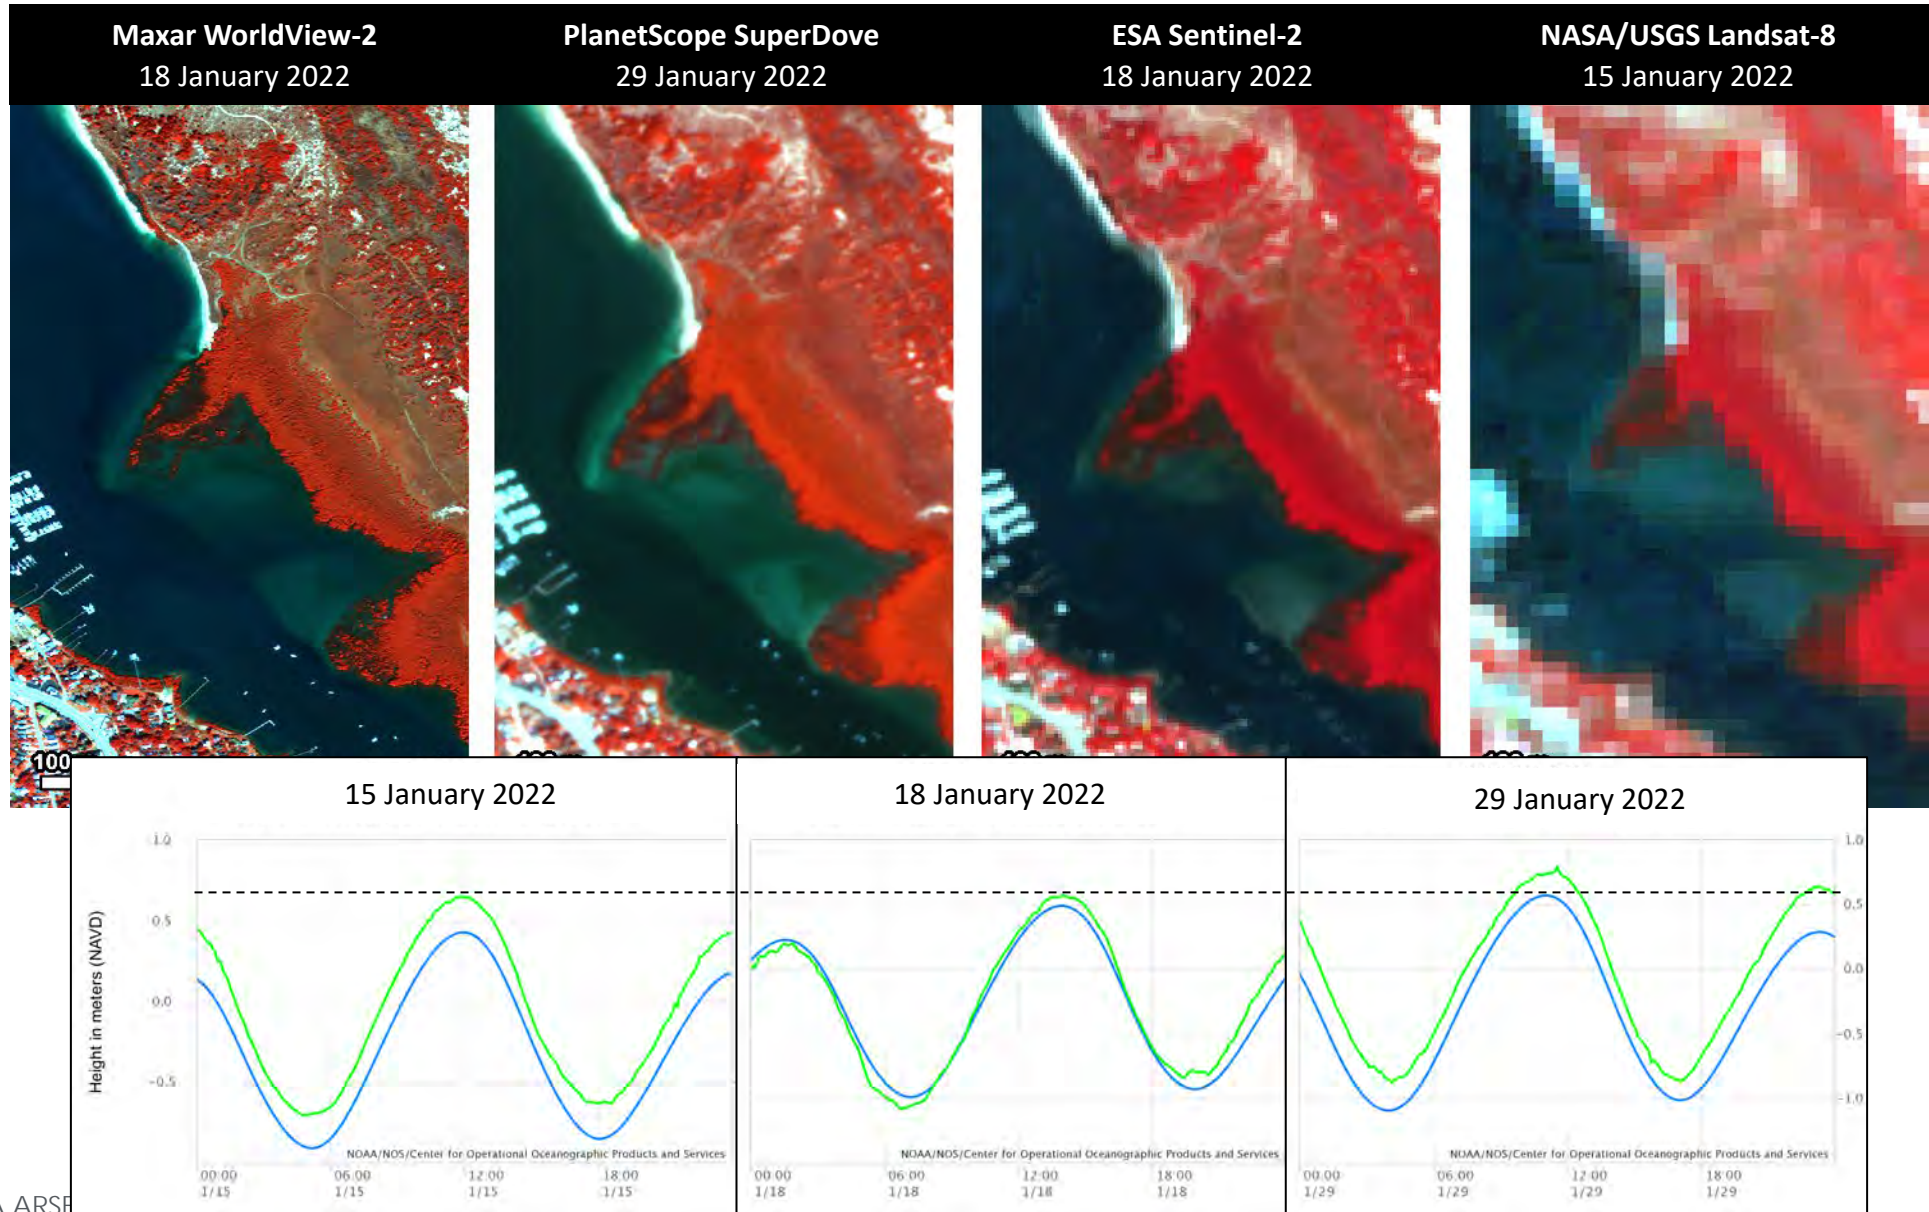 Maxar WorldView-2
18 January 2022
PlanetScope SuperDove
29 January 2022
ESA Sentinel-2
18 January 2022
NASA/USGS Landsat-8
15 January 2022
100
15 January 2022
18 January 2022
29 January 2022
Height in meters (NAVD)
1.0
0.5
0.0
-0.5
1.0
0.5
0.0
-0.5
-1.0
NOAA/NOS/Center for Operational Oceanographic Products and Services
NOAA/NOS/Center for Operational Oceanographic Products and Services
NOAA/NOS/Center for Operational Oceanographic Products and Services
00:00 06:00 12:00 18:00
1/15 1/15 1/15 1/15
00:00 06:00 12:00 18:00
1/18 1/18 1/18 1/18
00:00 06:00 12:00 18:00
1/29 1/29 1/29 1/29